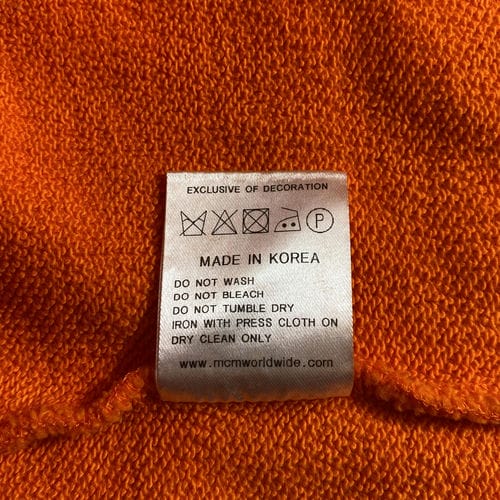 EXCLUSIVE OF DECORATION
P
MADE IN KOREA
DO NOT WASH
DO NOT BLEACH
DO NOT TUMBLE DRY
IRON WITH PRESS CLOTH ON
DRY CLEAN ONLY
www.mcmworldwide.com